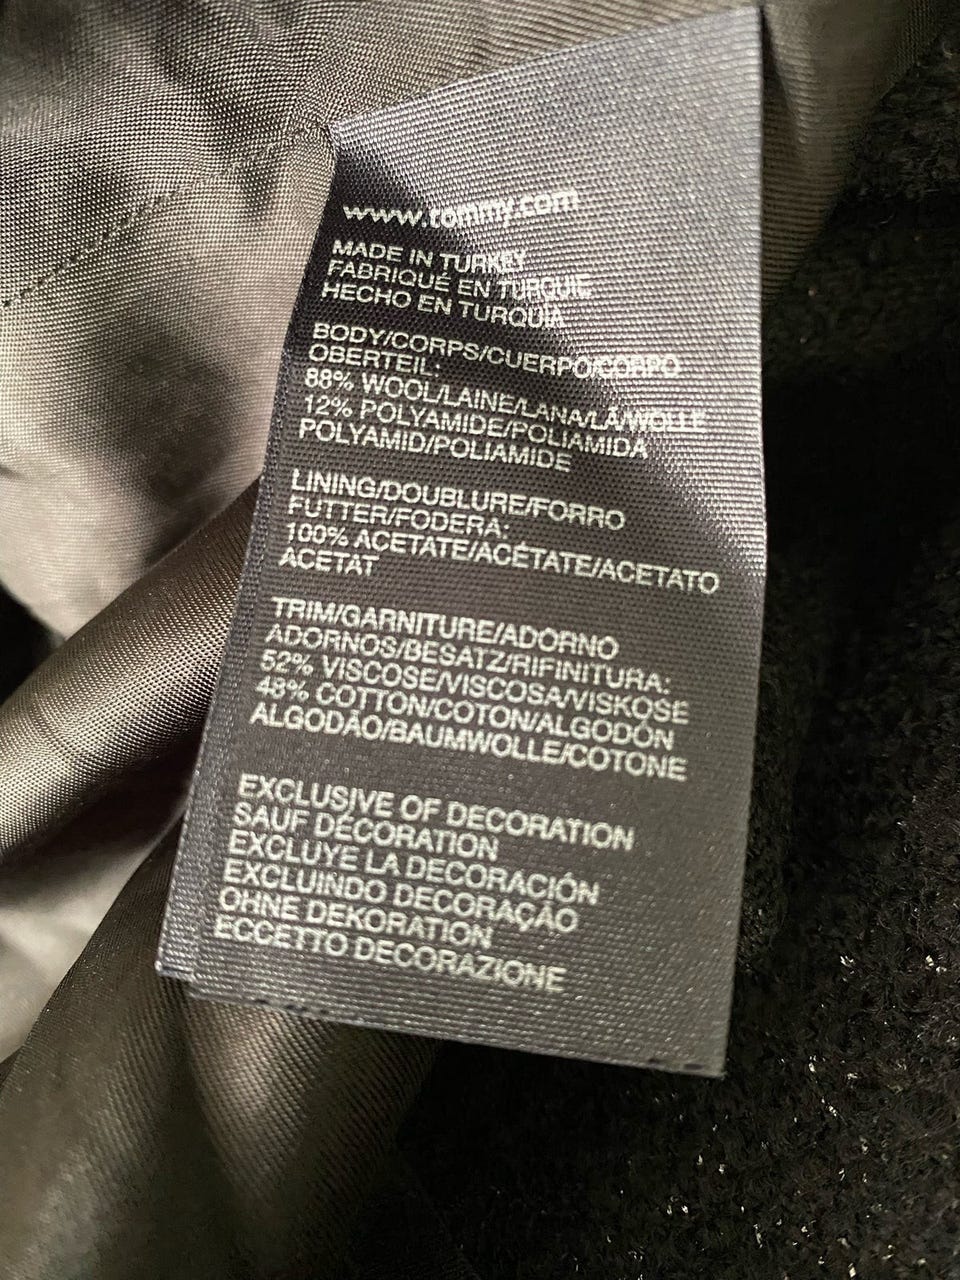 www.tommy.com
MADE IN TURKEY
FABRIQUÉ EN TURQUIE
HECHO EN TURQUÍA
BODY/CORPS/CUERPO/CORPO
OBERTEIL:
88% WOOL/LAINE/LANA/LÃ/WOLLE
12% POLYAMIDE/POLIAMIDA
POLYAMID/POLIAMIDE
LINING/DOUBLURE/FORRO
FUTTER/FODERA:
100% ACETATE/ACÉTATE/ACETATO
ACETAT
TRIM/GARNITURE/ADORNO
ADORNOS/BESATZ/RIFINITURA:
52% VISCOSE/VISCOSA/VISKOSE
48% COTTON/COTON/ALGODÓN
ALGODÃO/BAUMWOLLE/COTONE
EXCLUSIVE OF DECORATION
SAUF DÉCORATION
EXCLUYE LA DECORACIÓN
EXCLUINDO DECORAÇÃO
OHNE DEKORATION
ECCETTO DECORAZIONE